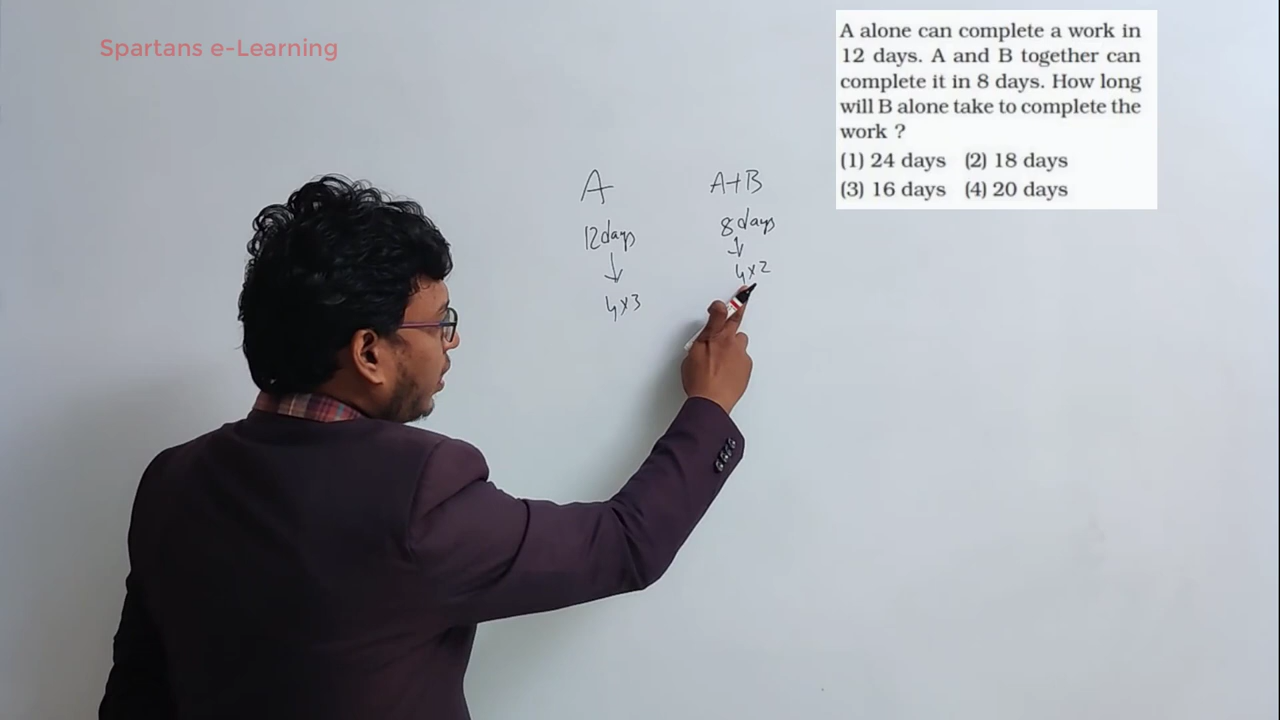 Spartans e-Learning
A alone can complete a work in
12 days. A and B together can
complete it in 8 days. How long
will B alone take to complete the
work ?
(1) 24 days (2) 18 days
(3) 16 days (4) 20 days
A A+B
12days 8 days
↓ ↓
4x3 4x2